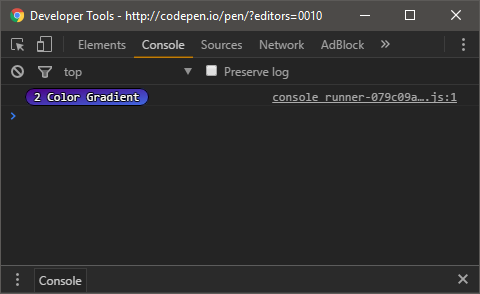 Developer Tools - http://codepen.io/pen/?editors=0010
Elements Console Sources Network AdBlock »
top ▼ Preserve log
2 Color Gradient console_runner-079c09a….js:1
>
Console